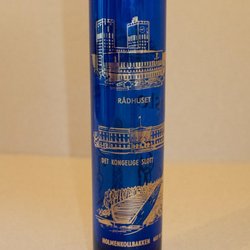 RÅDHUSET
DET KONGELIGE SLOTT
HOLMENKOLLBAKKEN